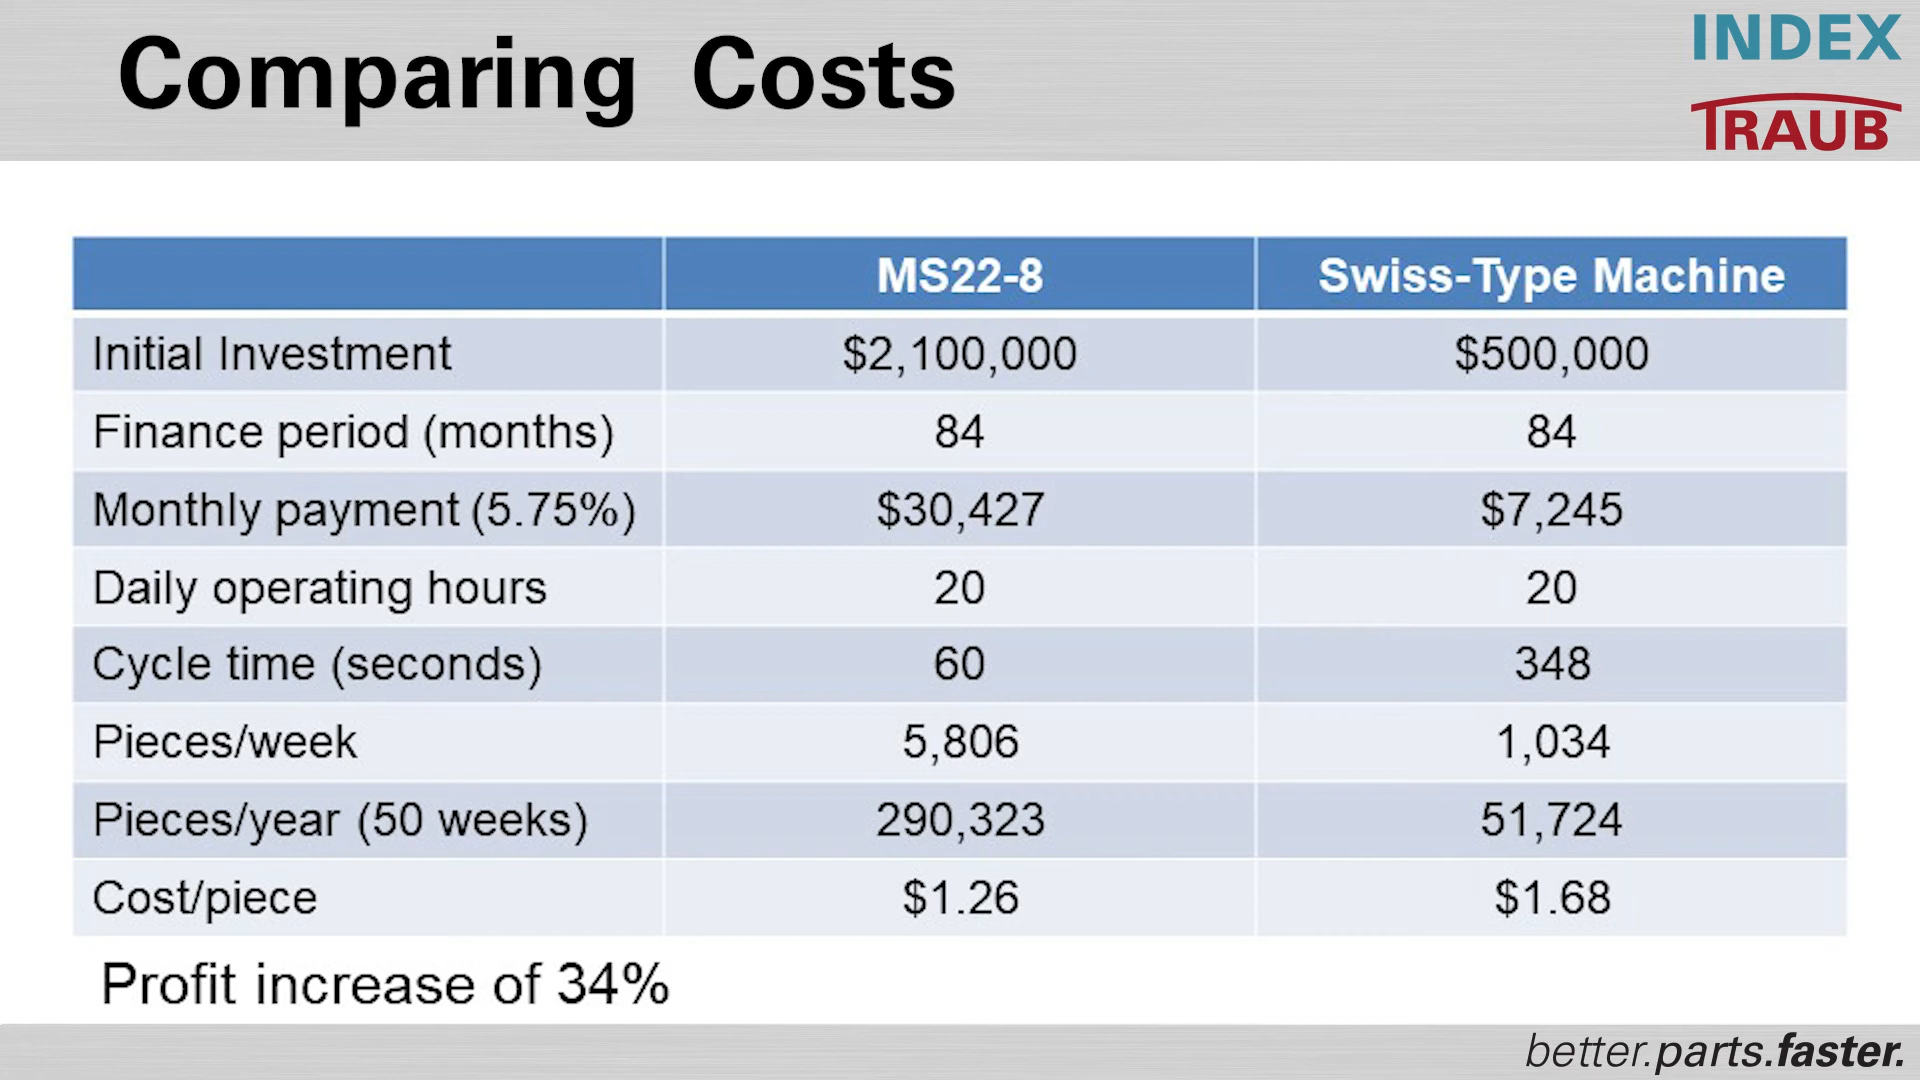 Comparing Costs
INDEX
TRAUB
MS22-8 Swiss-Type Machine
Initial Investment $2,100,000 $500,000
Finance period (months) 84 84
Monthly payment (5.75%) $30,427 $7,245
Daily operating hours 20 20
Cycle time (seconds) 60 348
Pieces/week 5,806 1,034
Pieces/year (50 weeks) 290,323 51,724
Cost/piece $1.26 $1.68
Profit increase of 34%
better.parts.faster.